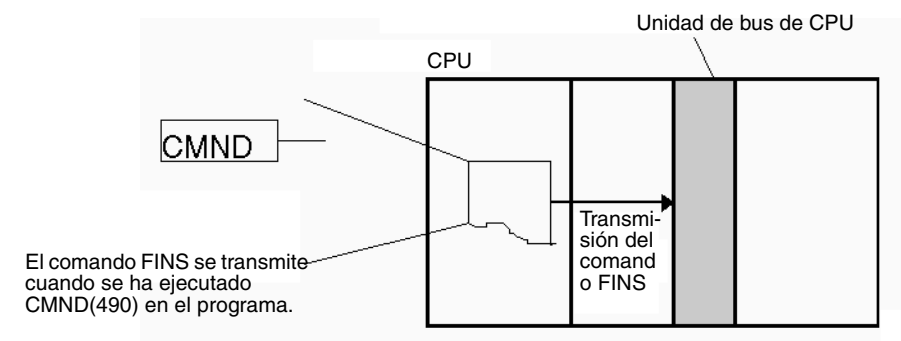 Unidad de bus de CPU
CPU
CMND
Transmi-
sión del
comand
o FINS
El comando FINS se transmite
cuando se ha ejecutado
CMND(490) en el programa.